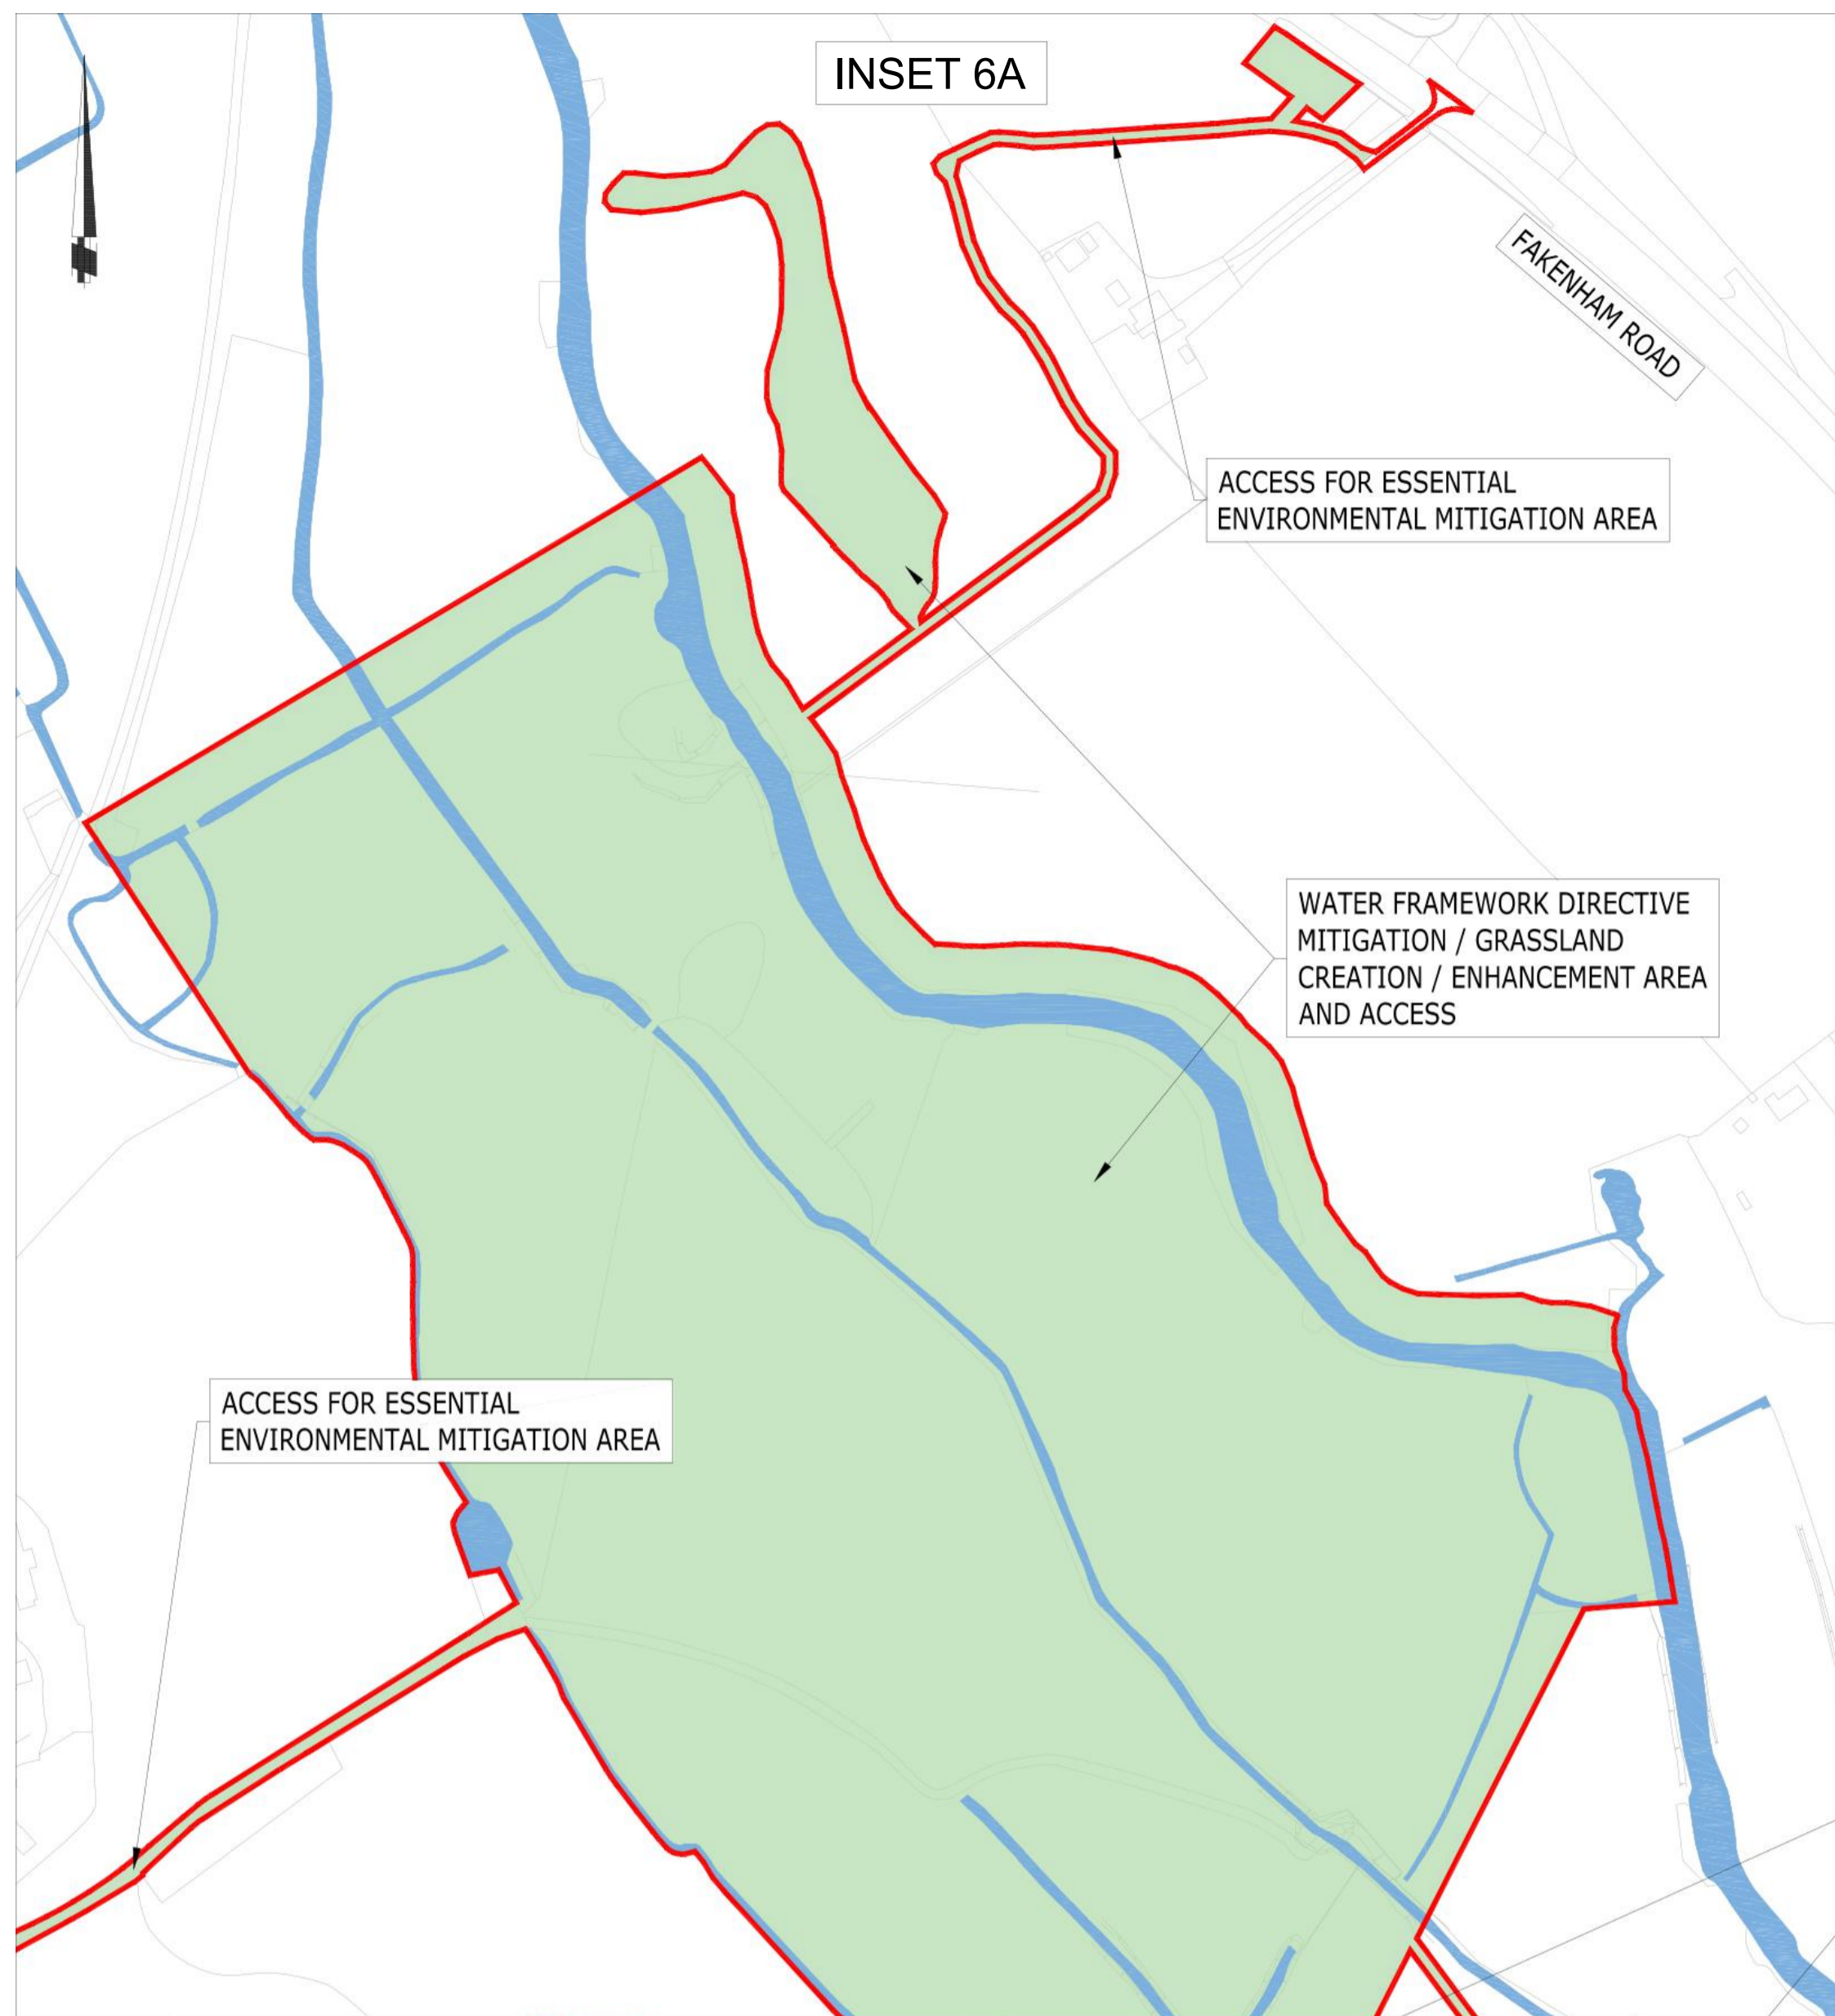 INSET 6A
FAKENHAM ROAD
ACCESS FOR ESSENTIAL
ENVIRONMENTAL MITIGATION AREA
WATER FRAMEWORK DIRECTIVE
MITIGATION / GRASSLAND
CREATION / ENHANCEMENT AREA
AND ACCESS
ACCESS FOR ESSENTIAL
ENVIRONMENTAL MITIGATION AREA